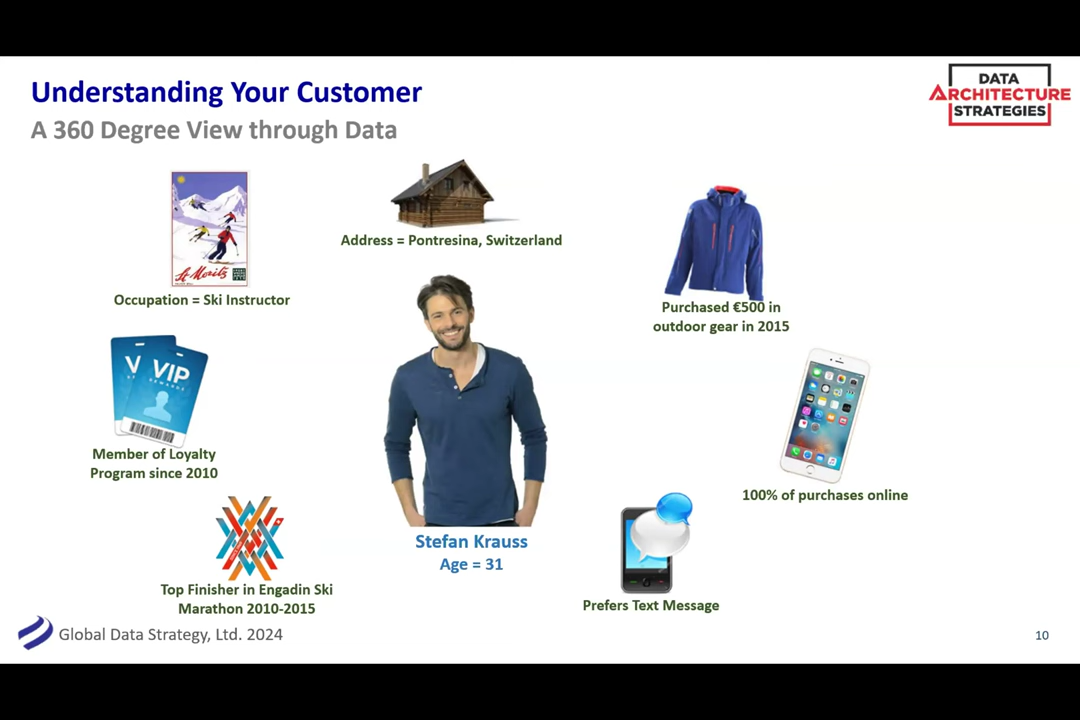 Understanding Your Customer
A 360 Degree View through Data
DATA
ARCHITECTURE
STRATEGIES
St. Moritz
Occupation = Ski Instructor
Address = Pontresina, Switzerland
Purchased €500 in
outdoor gear in 2015
VIP
Member of Loyalty
Program since 2010
100% of purchases online
Top Finisher in Engadin Ski
Marathon 2010-2015
Stefan Krauss
Age = 31
Prefers Text Message
Global Data Strategy, Ltd. 2024
10